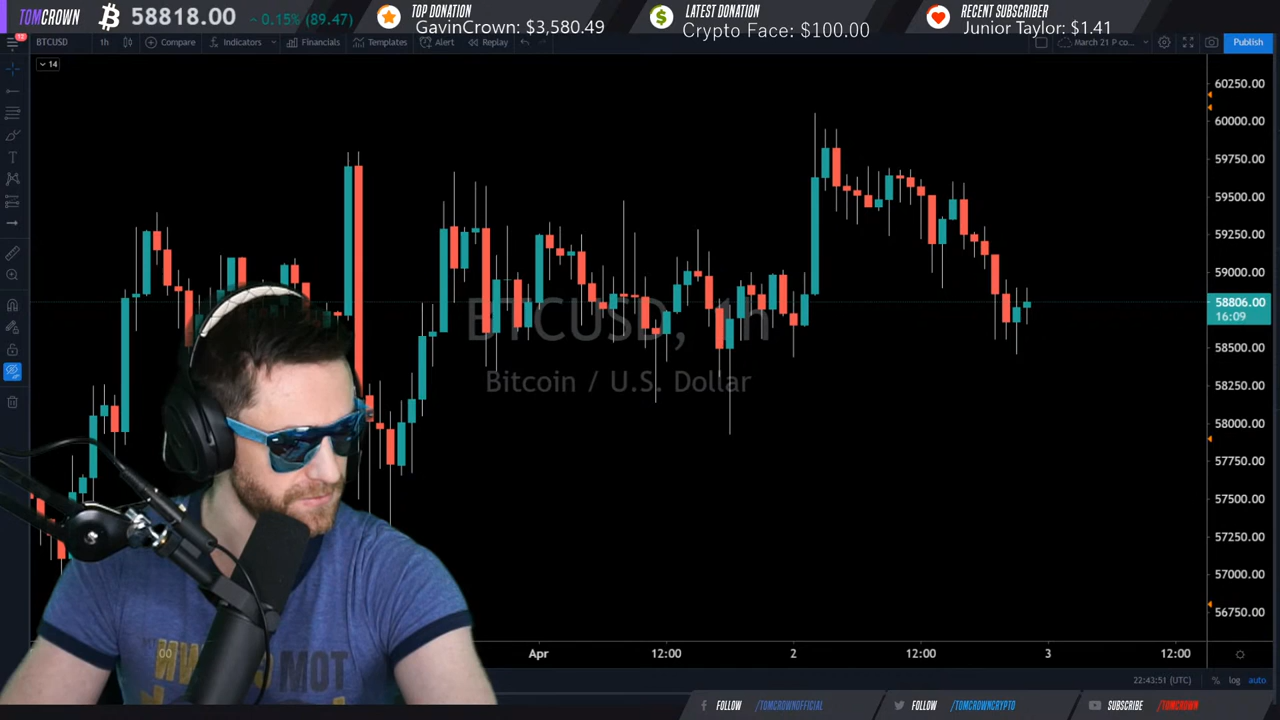 TOMCROWN
58818.00
0.15% (89.47)
TOP DONATION
GavinCrown: $3,580.49
LATEST DONATION
Crypto Face: $100.00
RECENT SUBSCRIBER
Junior Taylor: $1.41
BTCUSD
1h
Compare
Indicators
Financials
Templates
Alert
Replay
March 21 P co...
Publish
14
60250.00
60000.00
59750.00
59500.00
59250.00
59000.00
58806.00
16:09
58500.00
58250.00
58000.00
57750.00
57500.00
57250.00
57000.00
56750.00
BTCUSD, 1h
Bitcoin / U.S. Dollar
Apr
12:00
2
12:00
3
12:00
22:43:51 (UTC)
%
log
auto
FOLLOW
/TOMCROWNOFFICIAL
FOLLOW
/TOMCROWNCRYPTO
SUBSCRIBE
/TOMCROWN